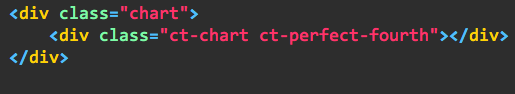 <div class="chart">
    <div class="ct-chart ct-perfect-fourth"></div>
</div>